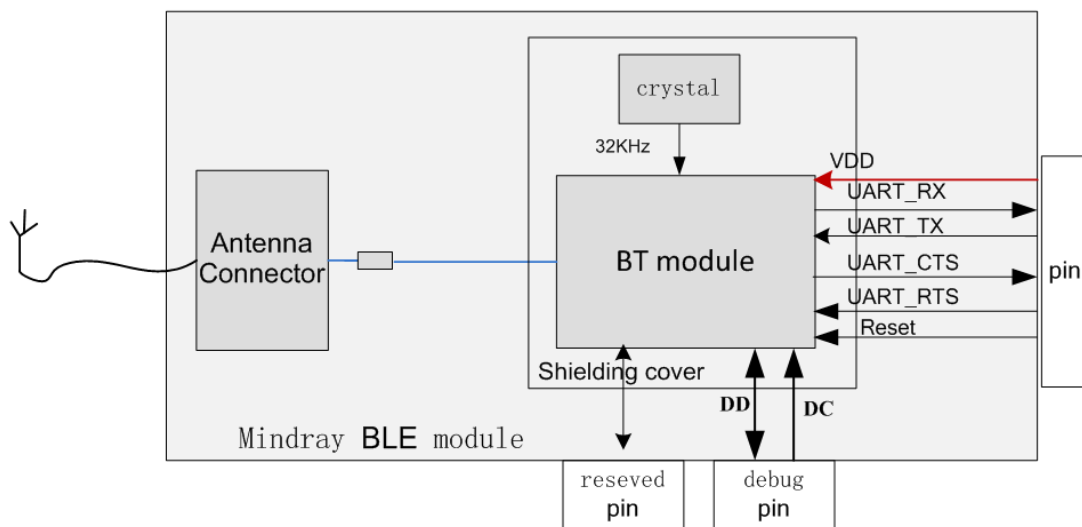 crystal
32KHz
VDD
UART_RX
Antenna
Connector
BT module
UART_TX
UART_CTS
pin
UART_RTS
Reset
Shielding cover
DD
DC
Mindray BLE module
reseved
pin
debug
pin